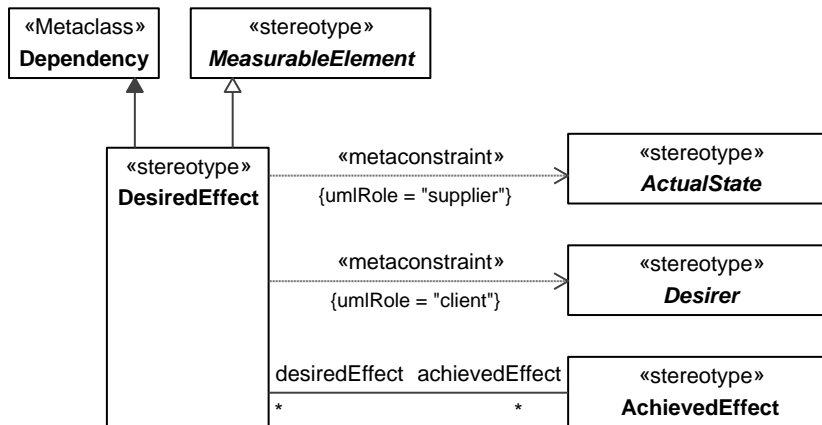 «Metaclass»
Dependency
«stereotype»
MeasurableElement
«stereotype»
DesiredEffect
«metaconstraint»
{umlRole = "supplier"}
«stereotype»
ActualState
«metaconstraint»
{umlRole = "client"}
«stereotype»
Desirer
desiredEffect achievedEffect
* *
«stereotype»
AchievedEffect